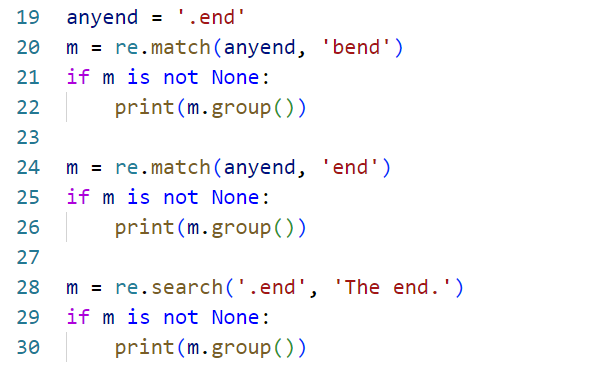 19 anyend = '.end'
20 m = re.match(anyend, 'bend')
21 if m is not None:
22     print(m.group())
23
24 m = re.match(anyend, 'end')
25 if m is not None:
26     print(m.group())
27
28 m = re.search('.end', 'The end.')
29 if m is not None:
30     print(m.group())